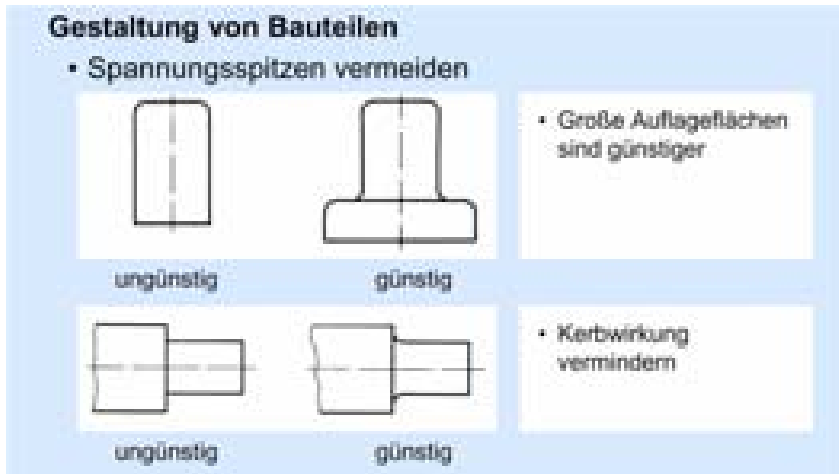 Gestaltung von Bauteilen
• Spannungsspitzen vermeiden
• Große Auflageflächen
sind günstiger
ungünstig
günstig
• Kerbwirkung
vermindern
ungünstig
günstig